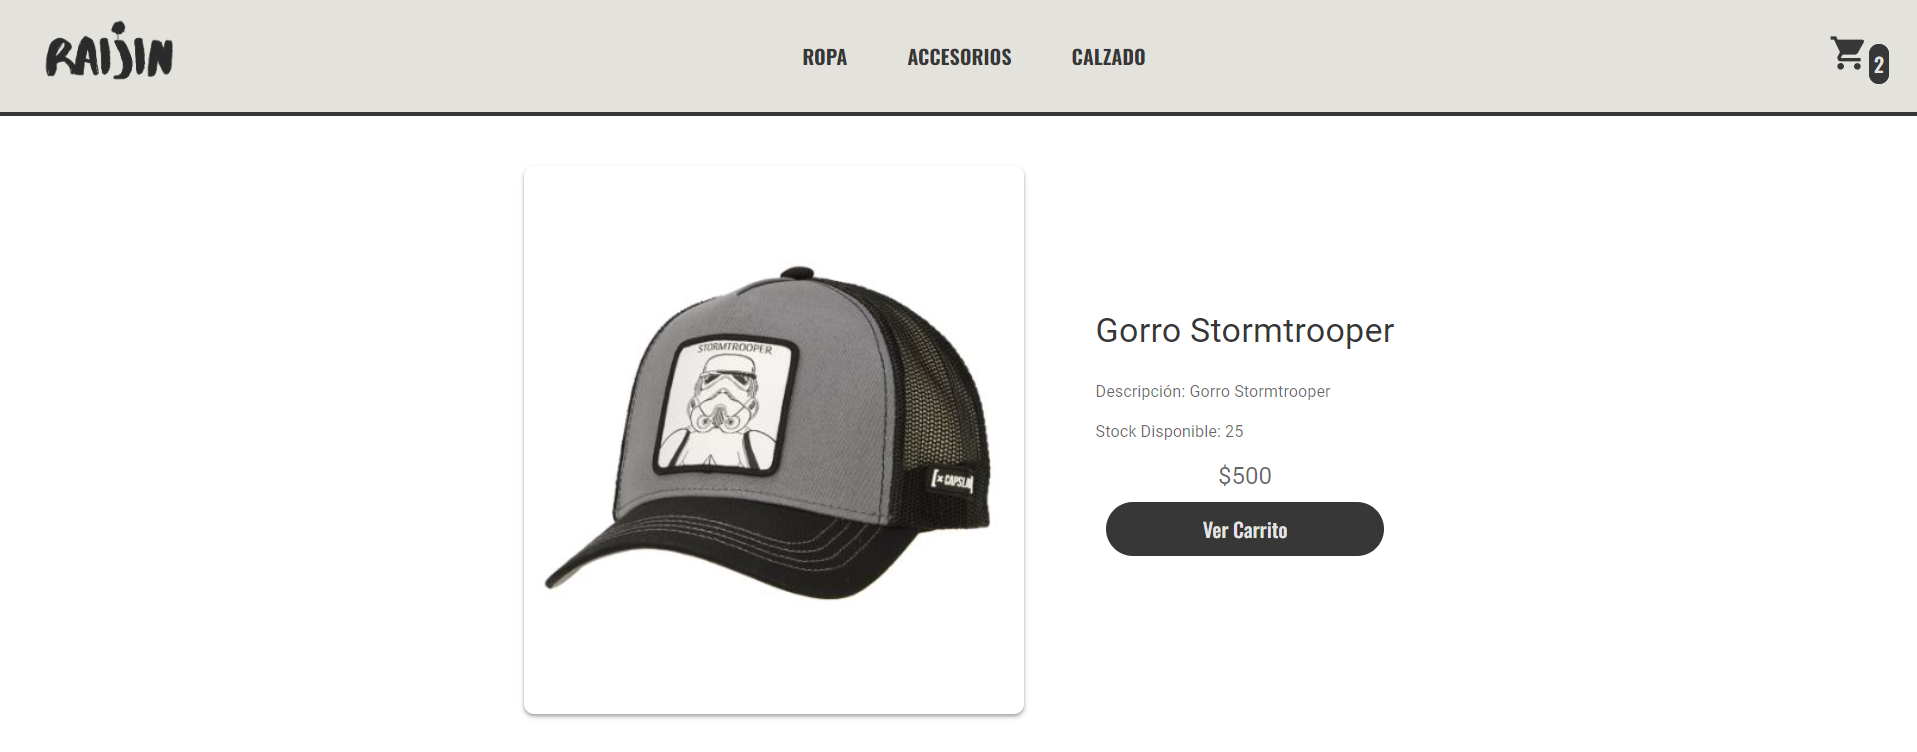 RAIJIN
ROPA
ACCESORIOS
CALZADO
2
STORMTROOPER
[× CAPSLAB]
Gorro Stormtrooper
Descripción: Gorro Stormtrooper
Stock Disponible: 25
$500
Ver Carrito